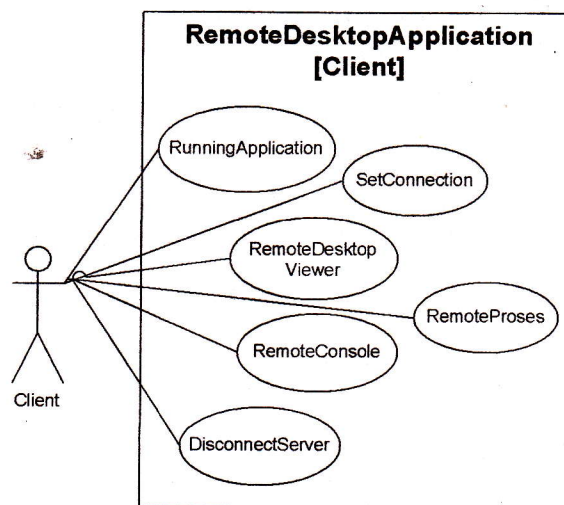 RemoteDesktopApplication
[Client]
RunningApplication
SetConnection
RemoteDesktop
Viewer
RemoteProses
RemoteConsole
Client
DisconnectServer